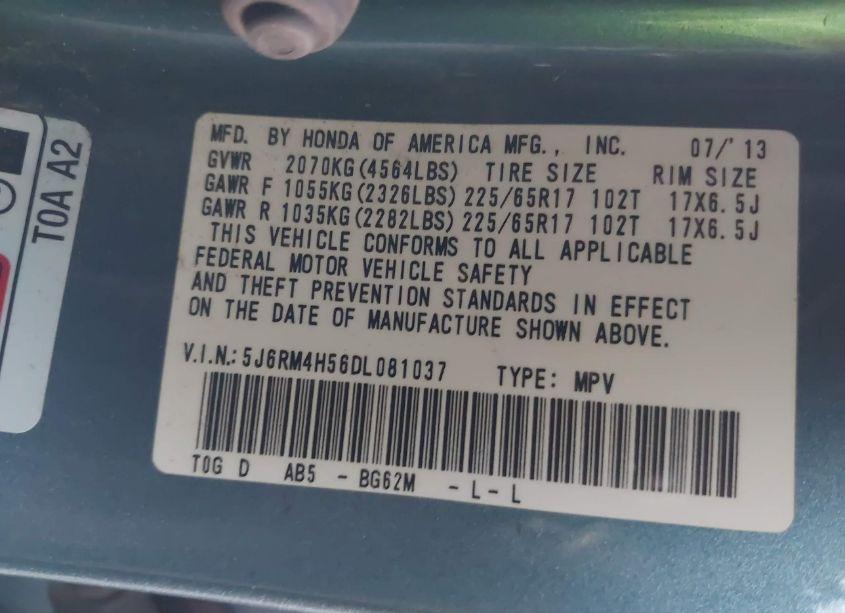 T0A A2
MFD. BY HONDA OF AMERICA MFG., INC. 07/'13
GVWR 2070KG(4564LBS) TIRE SIZE RIM SIZE
GAWR F 1055KG(2326LBS) 225/65R17 102T 17X6.5J
GAWR R 1035KG(2282LBS) 225/65R17 102T 17X6.5J
THIS VEHICLE CONFORMS TO ALL APPLICABLE
FEDERAL MOTOR VEHICLE SAFETY
AND THEFT PREVENTION STANDARDS IN EFFECT
ON THE DATE OF MANUFACTURE SHOWN ABOVE.
V.I.N.: 5J6RM4H56DL081037 TYPE: MPV
T0G D AB5 - BG62M - L - L